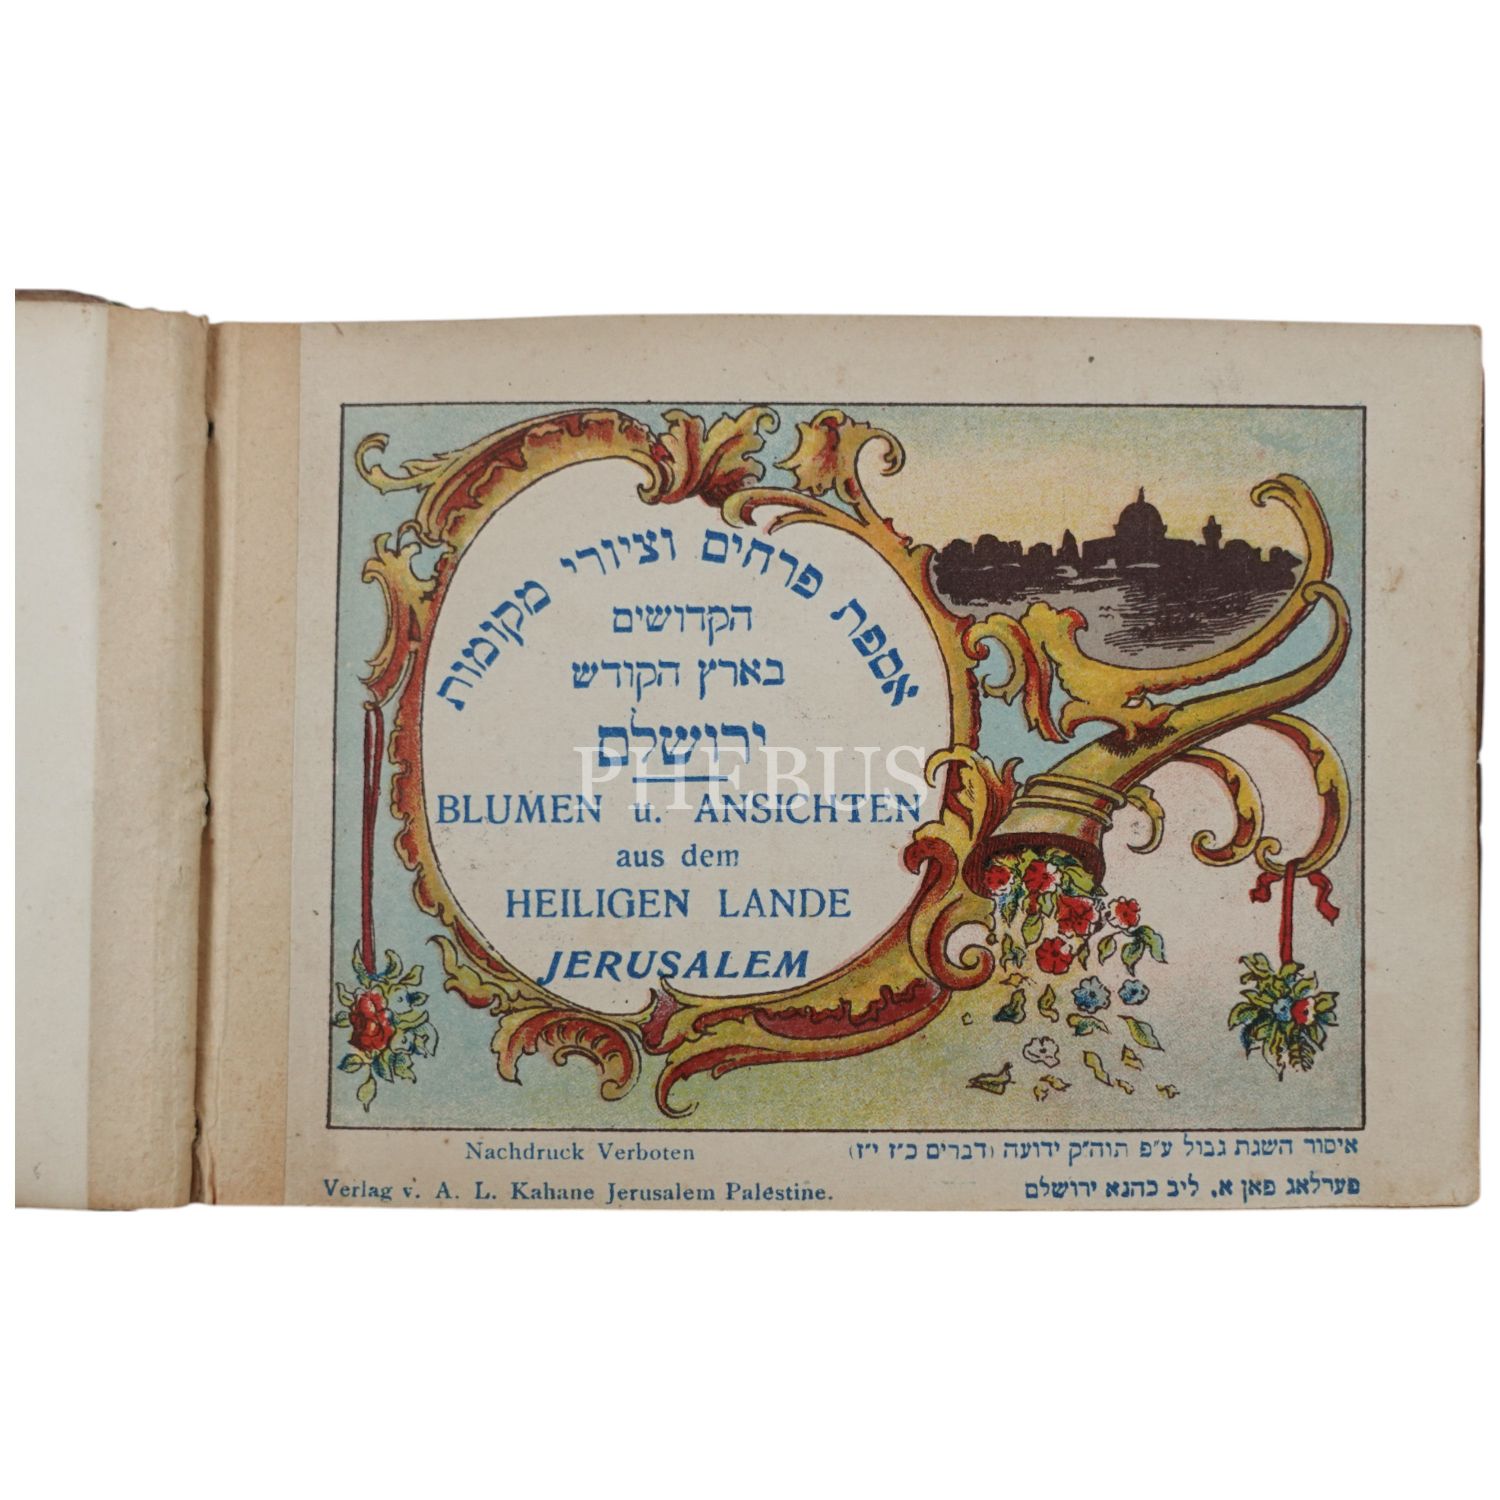 אספת פרחים וציורי מקומות
הקדושים
בארץ הקודש
ירושלם
PHEBUS
BLUMEN u. ANSICHTEN
aus dem
HEILIGEN LANDE
JERUSALEM
Nachdruck Verboten
איסור השגת גבול ע״פ תוה״ק ידועה (דברים כ״ז י״ז)
Verlag v. A. L. Kahane Jerusalem Palestine.
פערלאג פאן א. ליב כהנא ירושלם